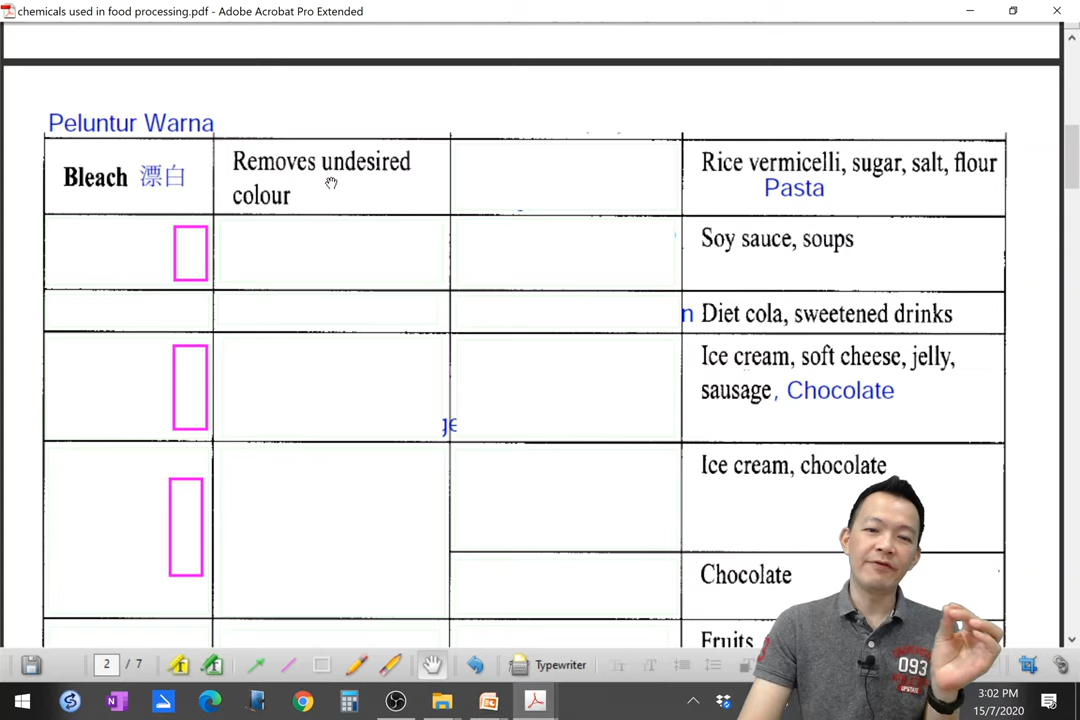 chemicals used in food processing.pdf - Adobe Acrobat Pro Extended
Peluntur Warna
Bleach 漂白
Removes undesired
colour
Rice vermicelli, sugar, salt, flour
Pasta
Soy sauce, soups
n Diet cola, sweetened drinks
Ice cream, soft cheese, jelly,
sausage, Chocolate
ge
Ice cream, chocolate
Chocolate
Fruits
093
UPSTATE
2 / 7
Typewriter
3:02 PM
15/7/2020